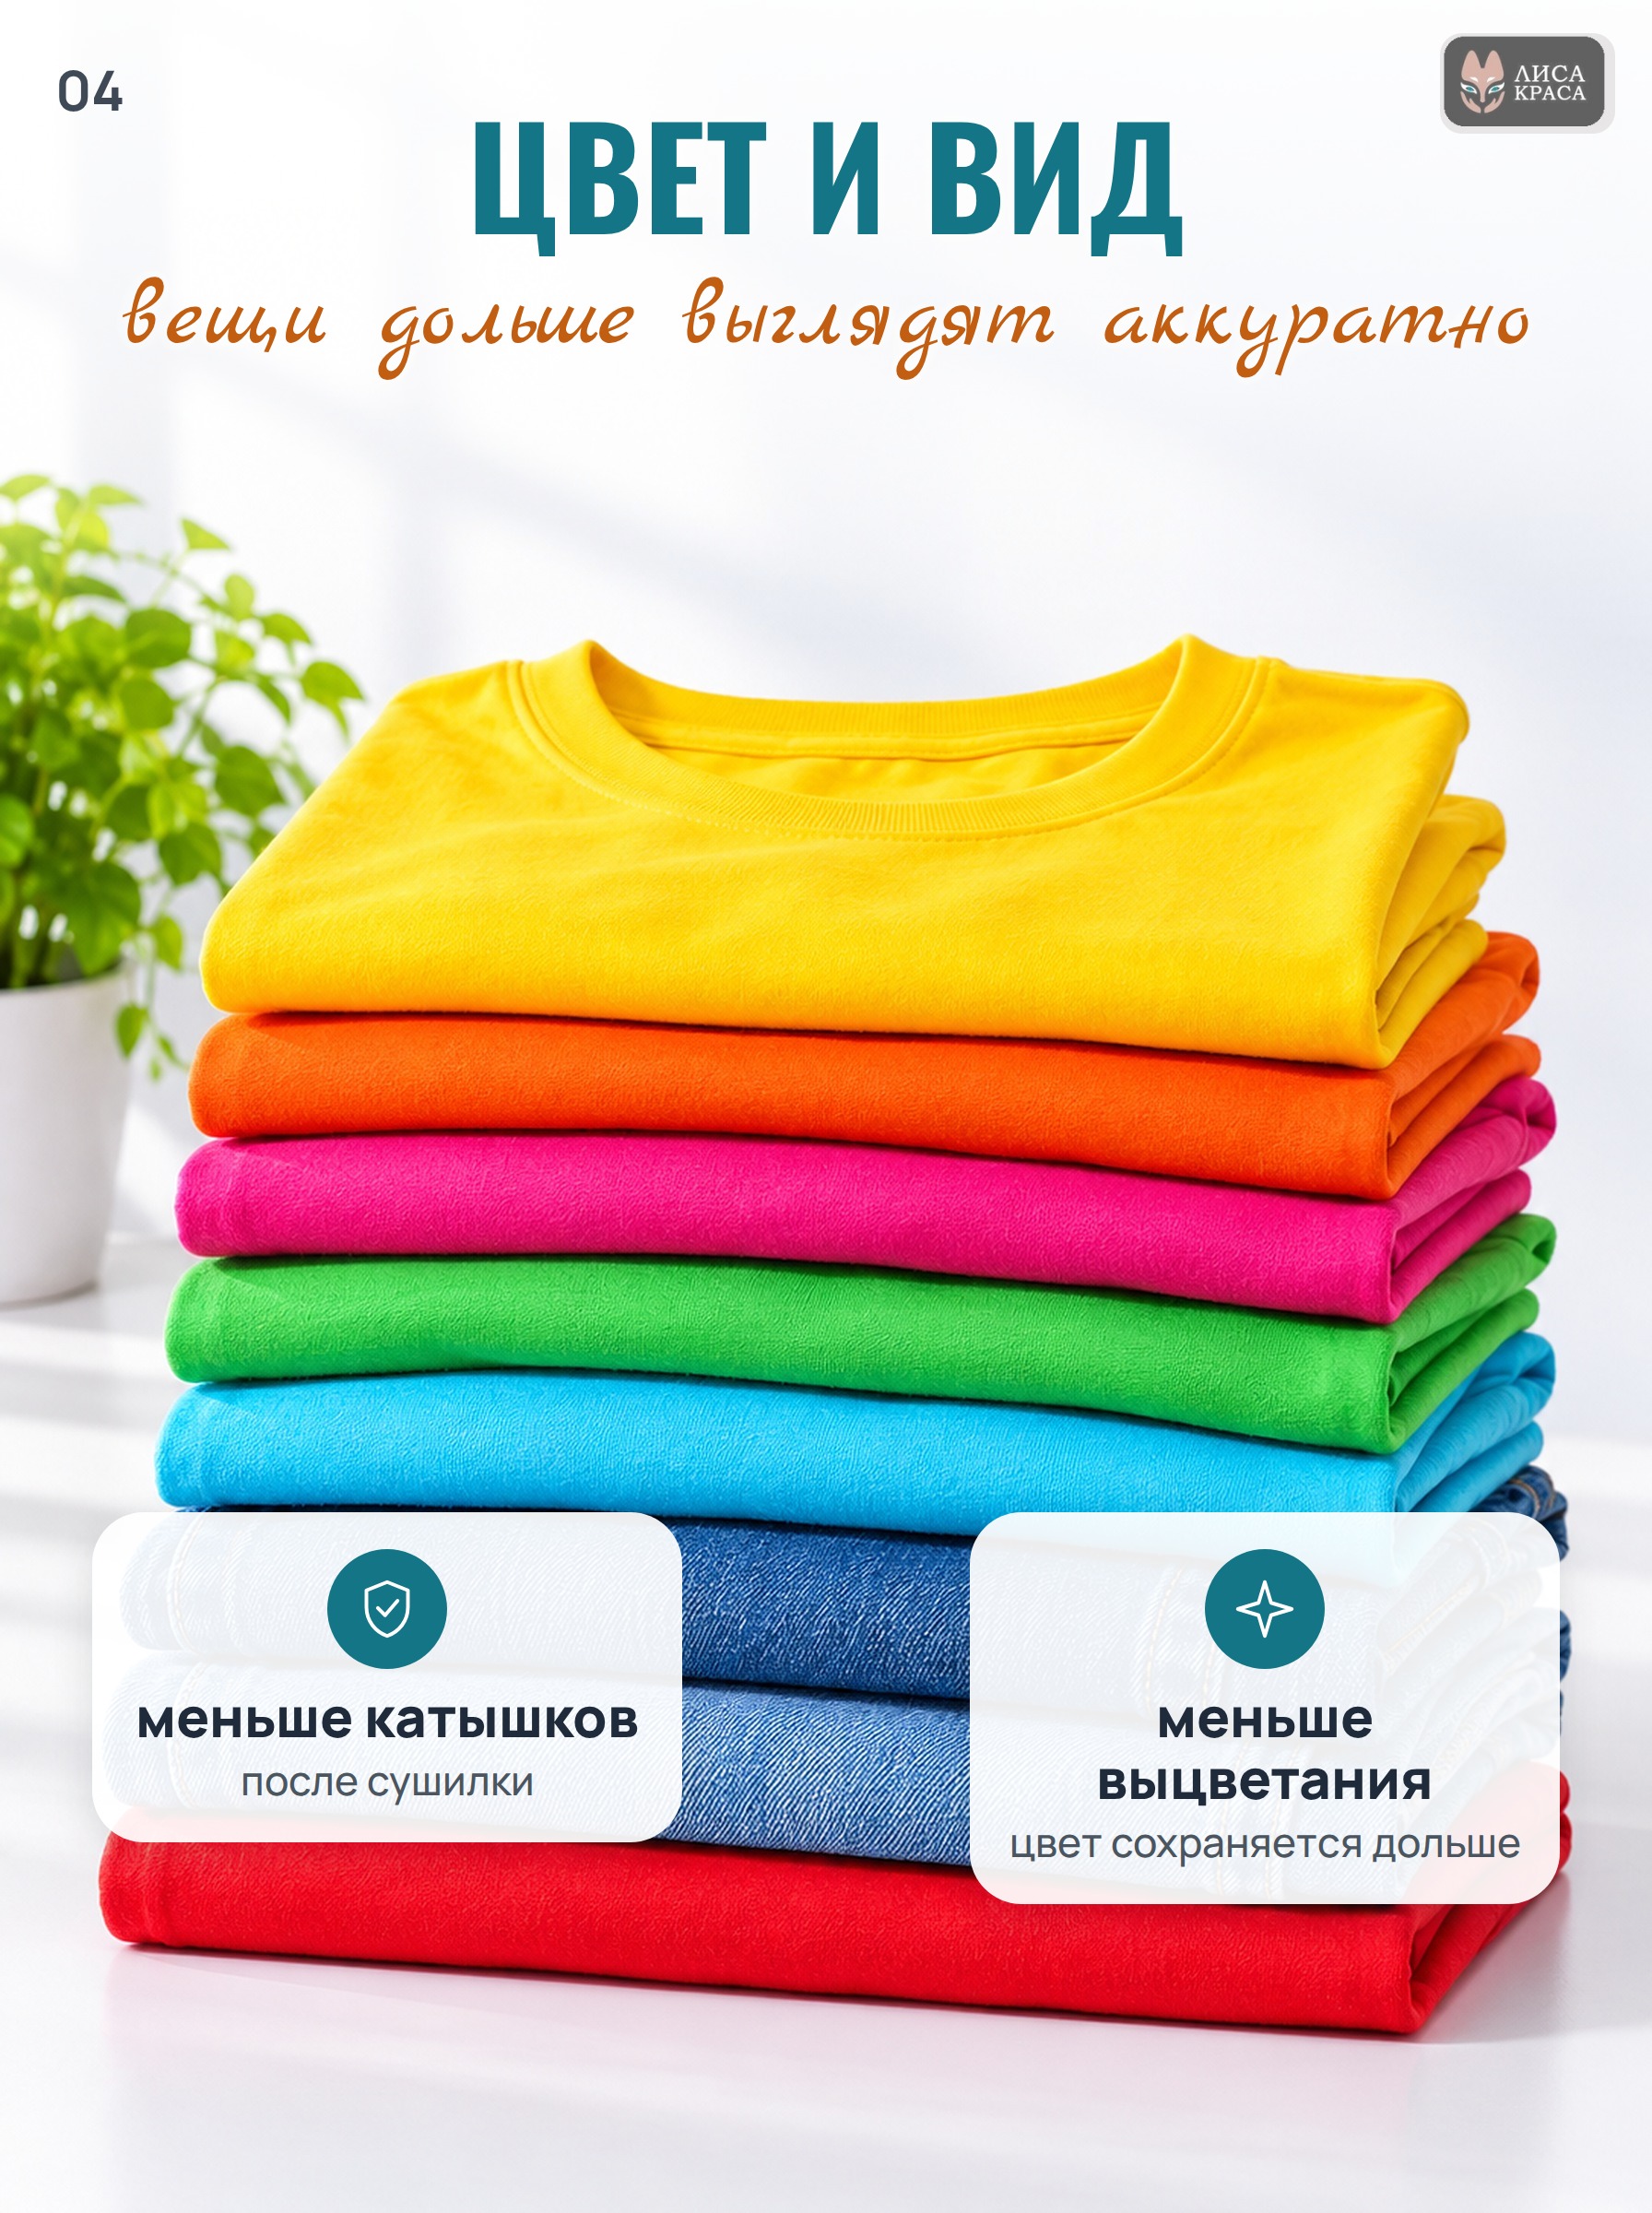 04
ЛИСА
КРАСА
ЦВЕТ И ВИД
вещи дольше выглядят аккуратно
меньше катышков
после сушилки
меньше
выцветания
цвет сохраняется дольше